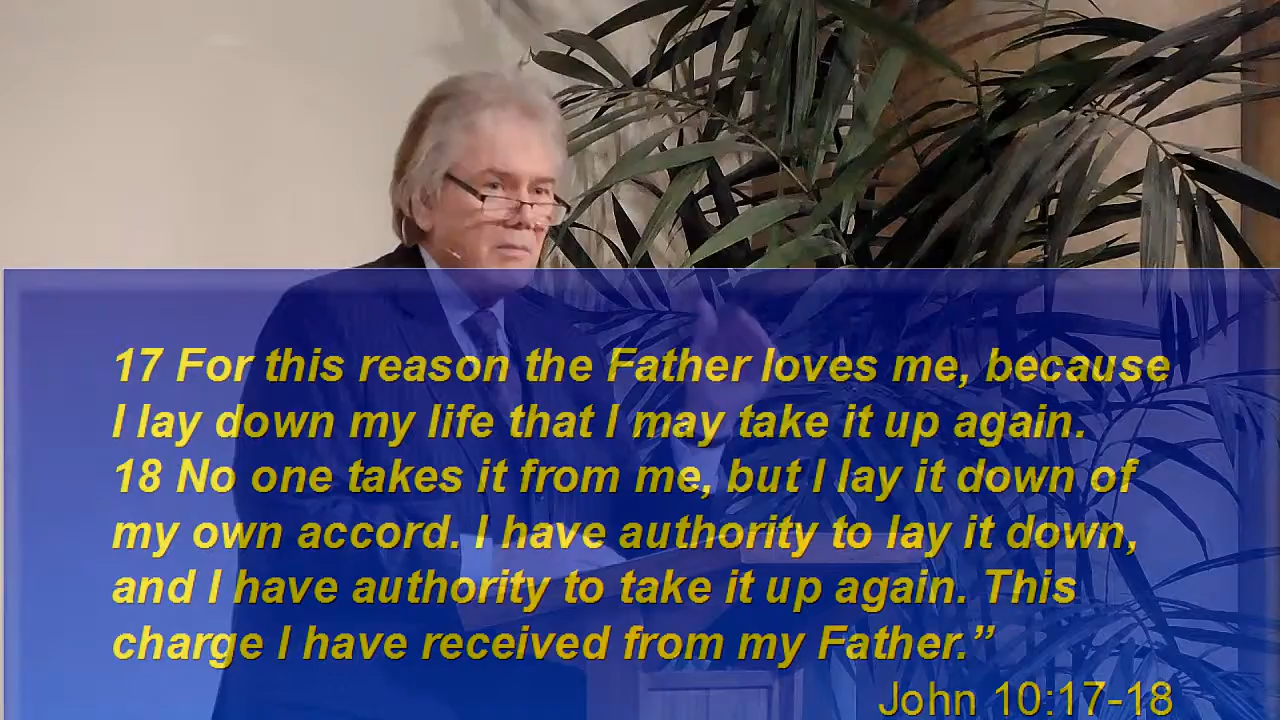 17 For this reason the Father loves me, because
I lay down my life that I may take it up again.
18 No one takes it from me, but I lay it down of
my own accord. I have authority to lay it down,
and I have authority to take it up again. This
charge I have received from my Father.”
John 10:17-18